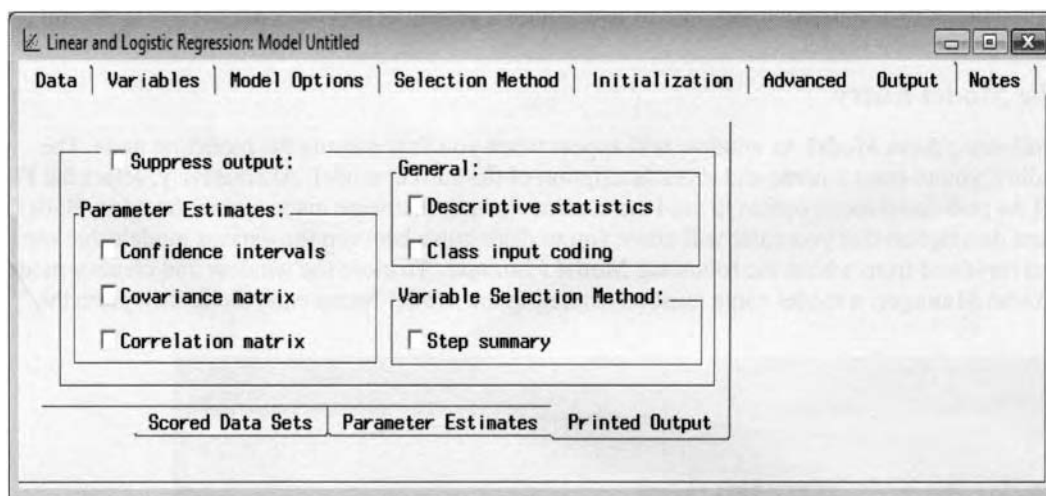 Linear and Logistic Regression: Model Untitled
Data Variables Model Options Selection Method Initialization Advanced Output Notes
Suppress output:
Parameter Estimates:
Confidence intervals
Covariance matrix
Correlation matrix
General:
Descriptive statistics
Class input coding
Variable Selection Method:
Step summary
Scored Data Sets Parameter Estimates Printed Output